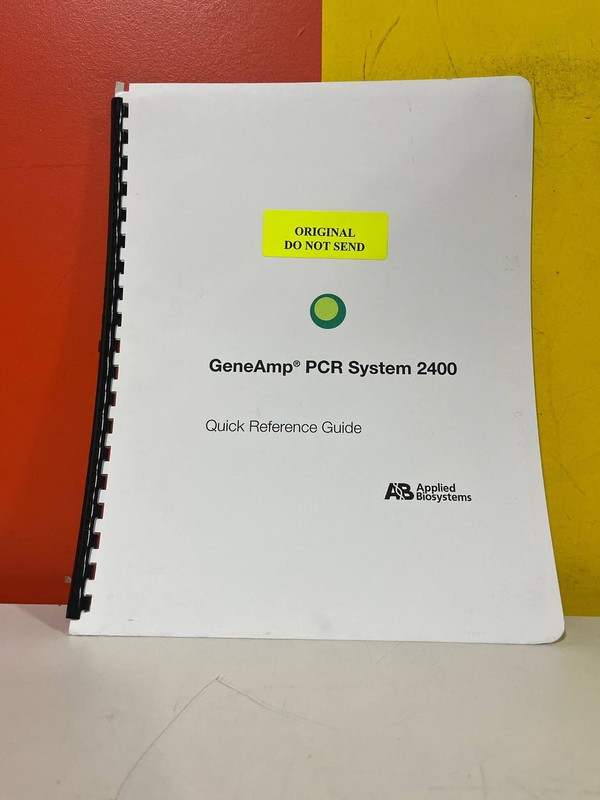 ORIGINAL
DO NOT SEND
GeneAmp® PCR System 2400
Quick Reference Guide
AB Applied
Biosystems